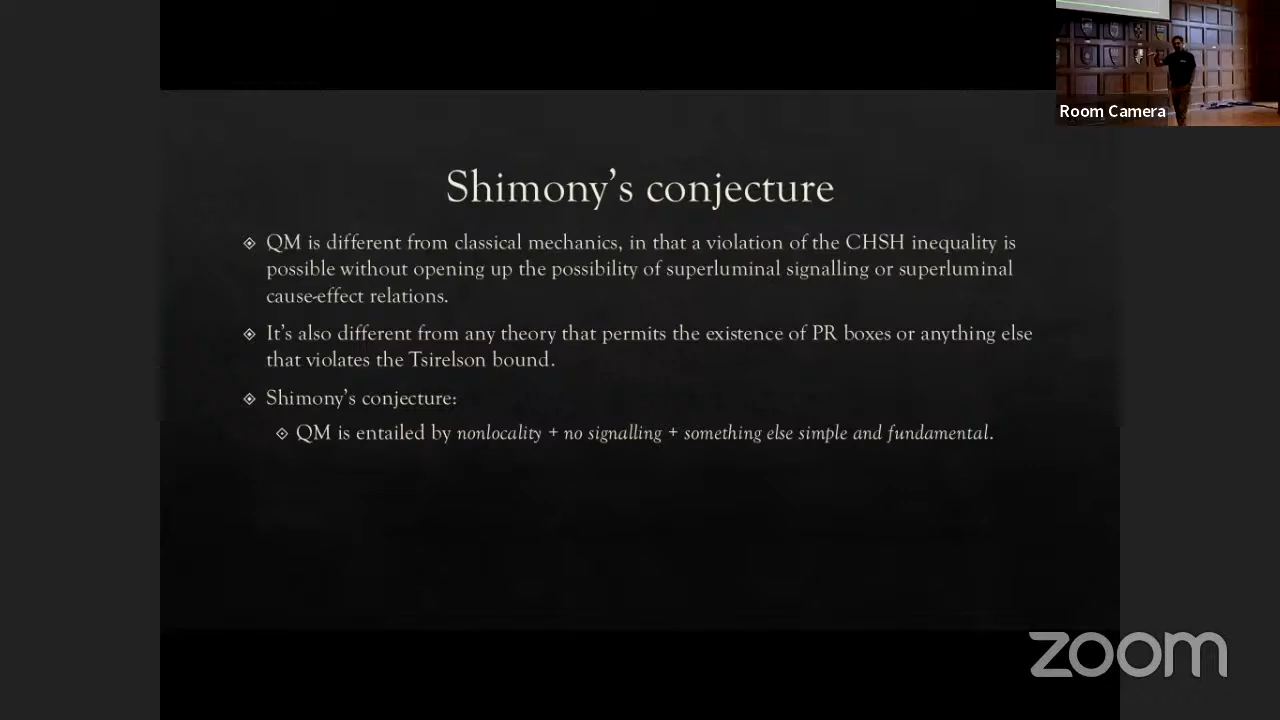 Room Camera
Shimony's conjecture
QM is different from classical mechanics, in that a violation of the CHSH inequality is
possible without opening up the possibility of superluminal signalling or superluminal
cause-effect relations.
It's also different from any theory that permits the existence of PR boxes or anything else
that violates the Tsirelson bound.
Shimony's conjecture:
QM is entailed by nonlocality + no signalling + something else simple and fundamental.
zoom